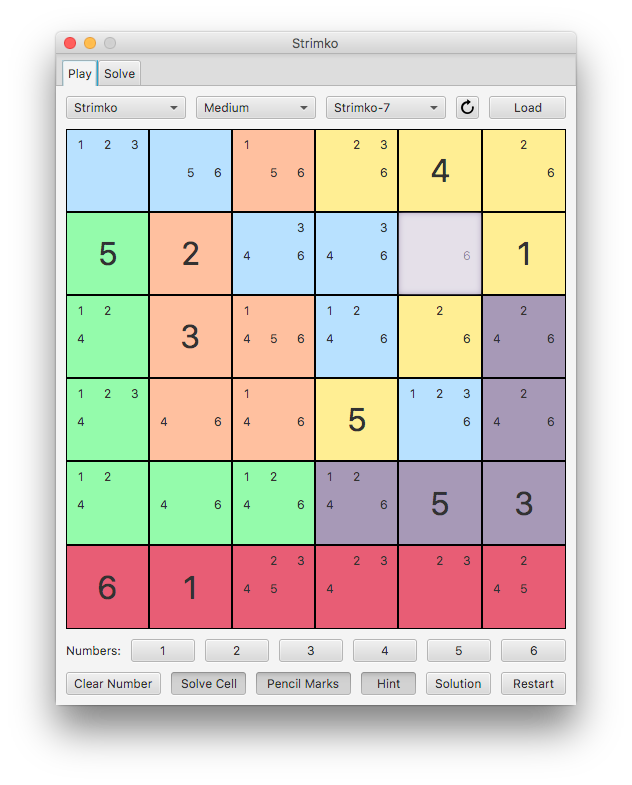 Strimko
Play Solve
Strimko Medium Strimko-7 Load
1 2 3 1 2 3 2
5 6 5 6 6 4 6
3 3
5 2 4 6 4 6 6 1
1 2 1 1 2 2 2
4 3 4 5 6 4 6 6 4 6
1 2 3 1 1 2 3 2
4 4 6 4 6 5 6 4 6
1 2 1 2 1 2
4 4 6 4 6 4 6 5 3
2 3 2 3 2 3 2
6 1 4 5 4 4 5
Numbers: 1 2 3 4 5 6
Clear Number Solve Cell Pencil Marks Hint Solution Restart